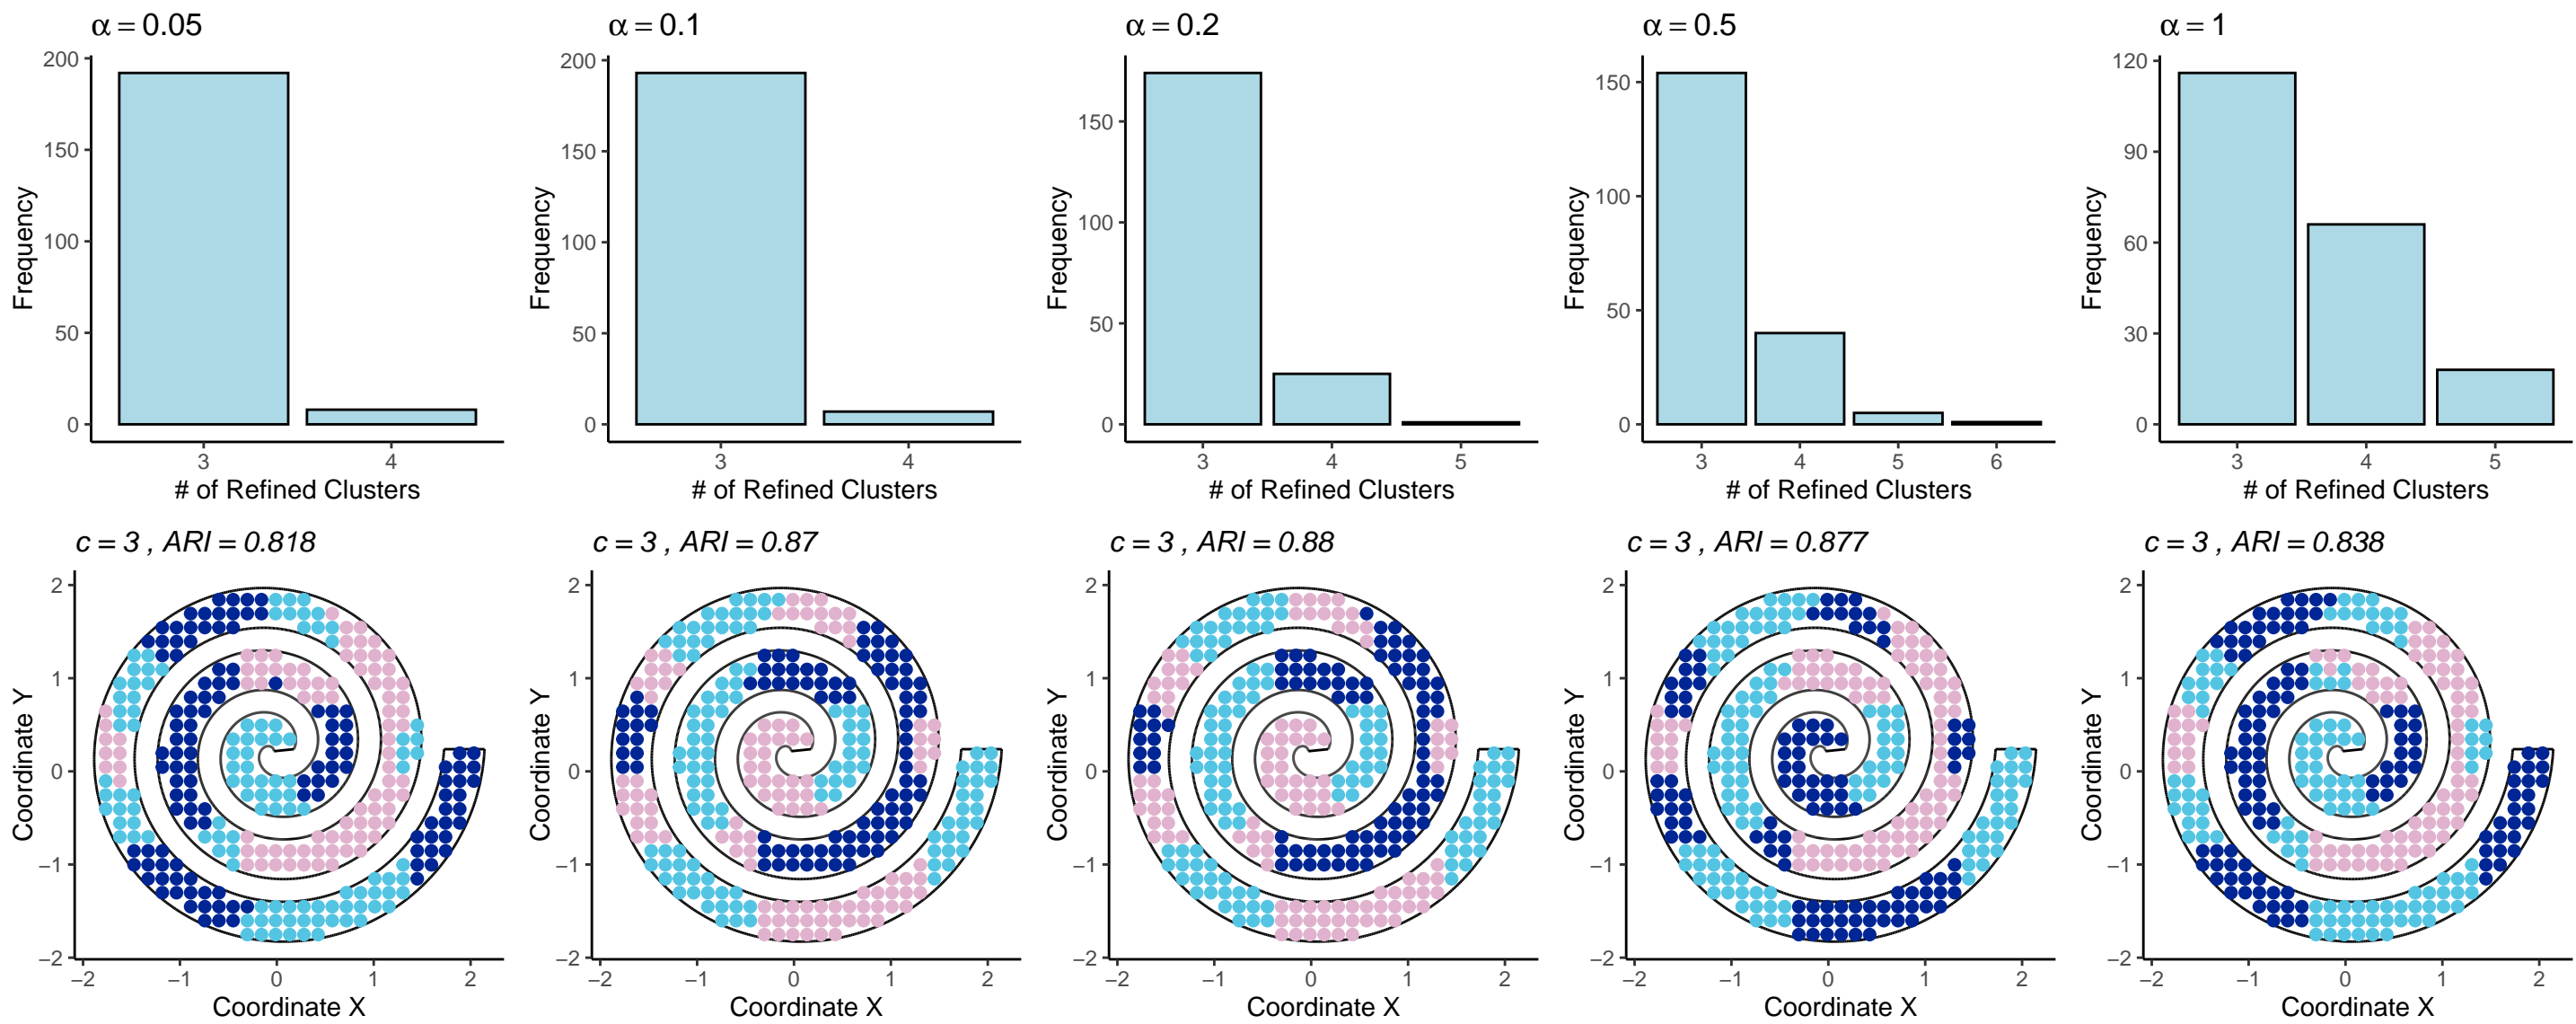 α = 0.05
200
150
100
50
0
Frequency
3 4
# of Refined Clusters
α = 0.1
200
150
100
50
0
Frequency
3 4
# of Refined Clusters
α = 0.2
150
100
50
0
Frequency
3 4 5
# of Refined Clusters
α = 0.5
150
100
50
0
Frequency
3 4 5 6
# of Refined Clusters
α = 1
120
90
60
30
0
Frequency
3 4 5
# of Refined Clusters
c = 3 , ARI = 0.818
2
1
0
−1
−2
Coordinate Y
−2 −1 0 1 2
Coordinate X
c = 3 , ARI = 0.87
2
1
0
−1
−2
Coordinate Y
−2 −1 0 1 2
Coordinate X
c = 3 , ARI = 0.88
2
1
0
−1
−2
Coordinate Y
−2 −1 0 1 2
Coordinate X
c = 3 , ARI = 0.877
2
1
0
−1
−2
Coordinate Y
−2 −1 0 1 2
Coordinate X
c = 3 , ARI = 0.838
2
1
0
−1
−2
Coordinate Y
−2 −1 0 1 2
Coordinate X